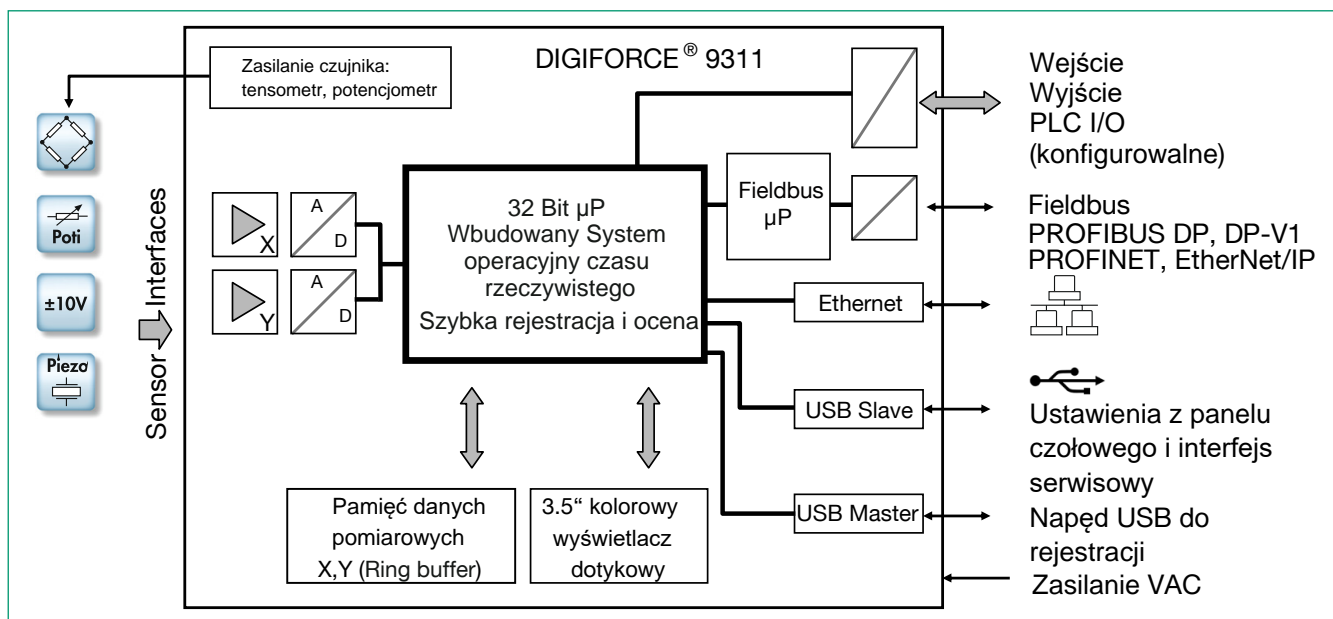 DIGIFORCE® 9311
Zasilanie czujnika:
tensometr, potencjometr
Poti
±10V
Piezo
Sensor Interfaces
X
A
D
Y
A
D
32 Bit µP
Wbudowany System
operacyjny czasu
rzeczywistego
Szybka rejestracja i ocena
Fieldbus
µP
Ethernet
USB Slave
USB Master
Pamięć danych
pomiarowych
X,Y (Ring buffer)
3.5“ kolorowy
wyświetlacz
dotykowy
Wejście
Wyjście
PLC I/O
(konfigurowalne)
Fieldbus
PROFIBUS DP, DP-V1
PROFINET, EtherNet/IP
Ustawienia z panelu
czołowego i interfejs
serwisowy
Napęd USB do
rejestracji
Zasilanie VAC